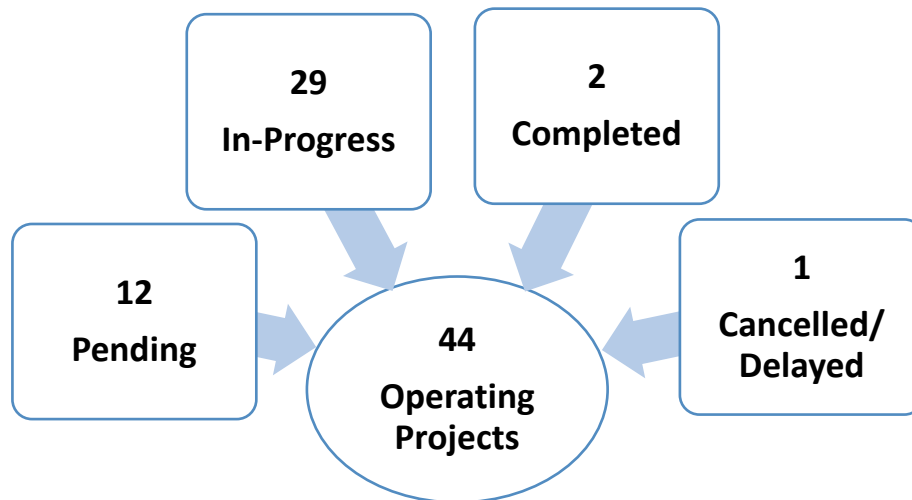 29
In-Progress
2
Completed
12
Pending
1
Cancelled/
Delayed
44
Operating
Projects